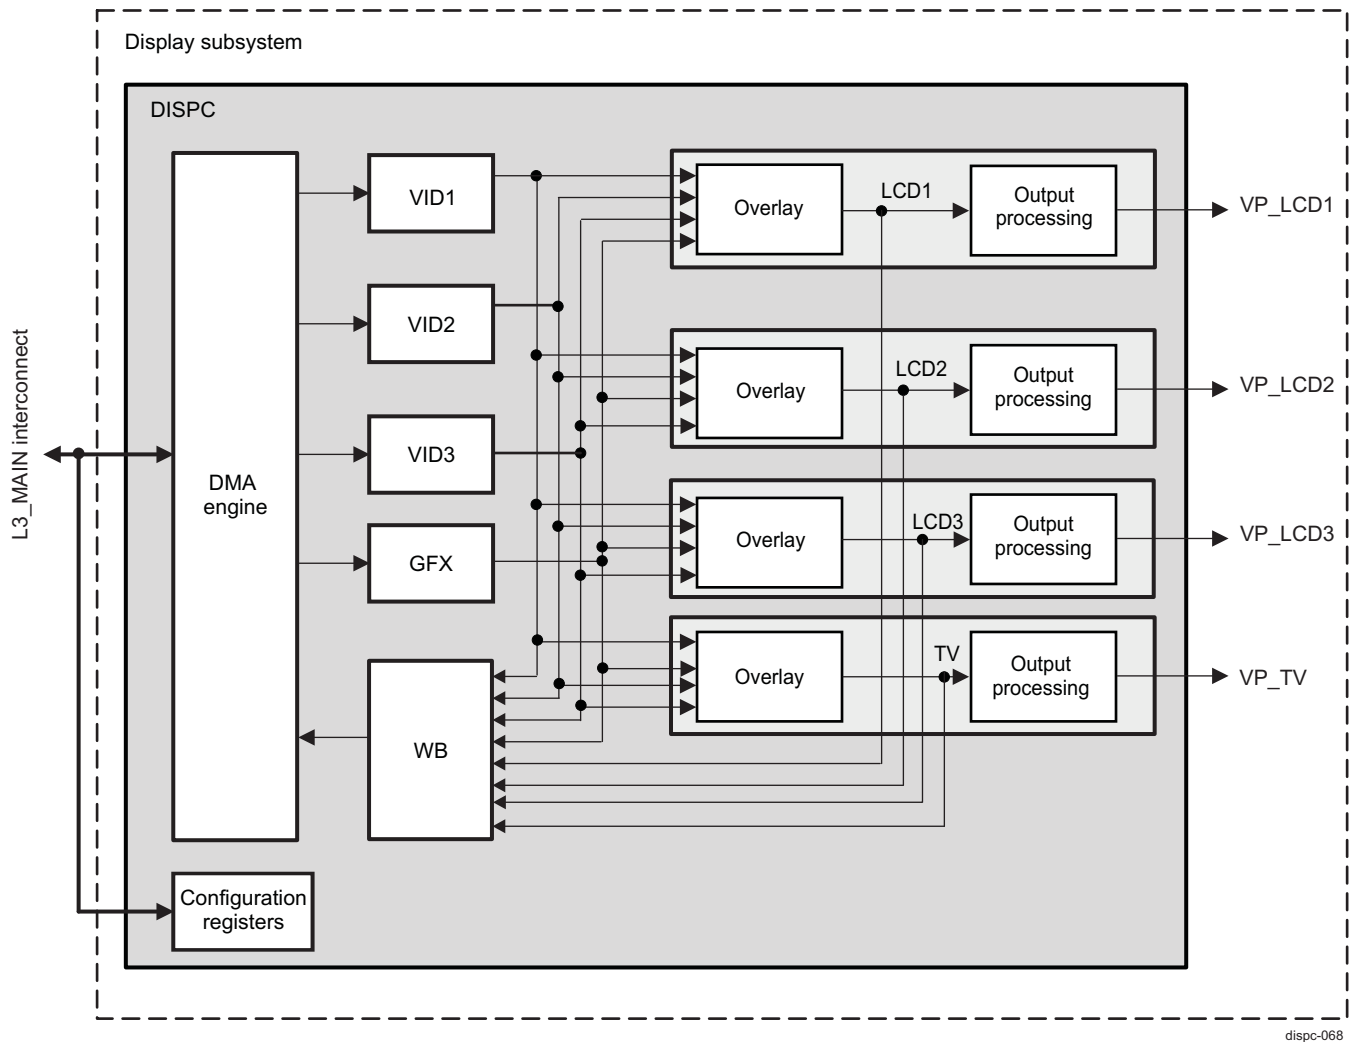 Display subsystem
DISPC
VID1
VID2
VID3
GFX
WB
DMA
engine
Configuration
registers
L3_MAIN interconnect
Overlay
LCD1
Output
processing
VP_LCD1
Overlay
LCD2
Output
processing
VP_LCD2
Overlay
LCD3
Output
processing
VP_LCD3
Overlay
TV
Output
processing
VP_TV
dispc-068